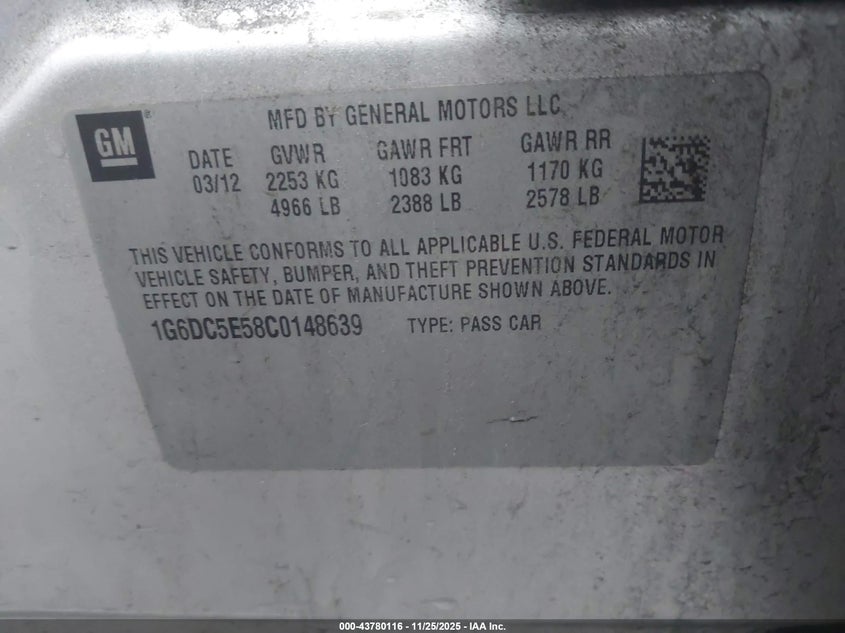 GM ®
MFD BY GENERAL MOTORS LLC
DATE GVWR GAWR FRT GAWR RR
03/12 2253 KG 1083 KG 1170 KG
4966 LB 2388 LB 2578 LB
THIS VEHICLE CONFORMS TO ALL APPLICABLE U.S. FEDERAL MOTOR
VEHICLE SAFETY, BUMPER, AND THEFT PREVENTION STANDARDS IN
EFFECT ON THE DATE OF MANUFACTURE SHOWN ABOVE.
1G6DC5E58C0148639 TYPE: PASS CAR
000-43780116 - 11/25/2025 - IAA Inc.